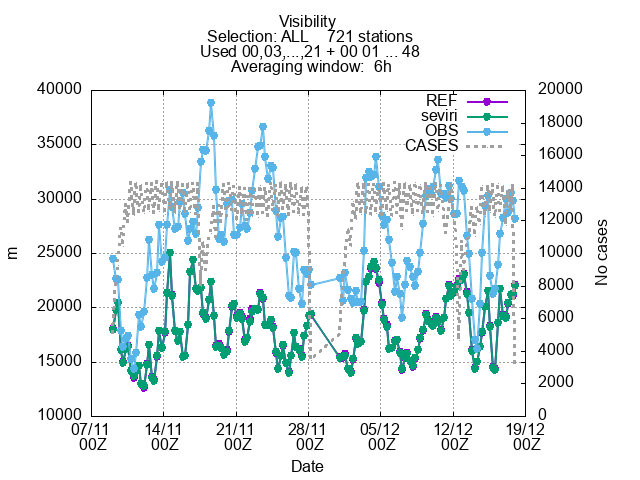 Visibility
Selection: ALL 721 stations
Used 00,03,...,21 + 00 01 ... 48
Averaging window: 6h
40000
35000
30000
25000
20000
15000
10000
m
20000
18000
16000
14000
12000
10000
8000
6000
4000
2000
0
No cases
REF
seviri
OBS
CASES
07/11 14/11 21/11 28/11 05/12 12/12 19/12
00Z 00Z 00Z 00Z 00Z 00Z 00Z
Date